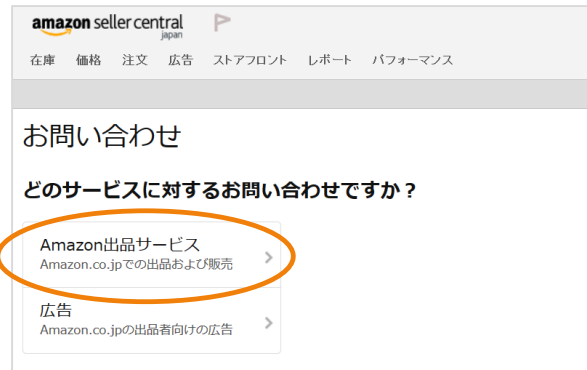 amazon seller central
japan
在庫 価格 注文 広告 ストアフロント レポート パフォーマンス
お問い合わせ
どのサービスに対するお問い合わせですか？
Amazon出品サービス
Amazon.co.jpでの出品および販売
広告
Amazon.co.jpの出品者向けの広告